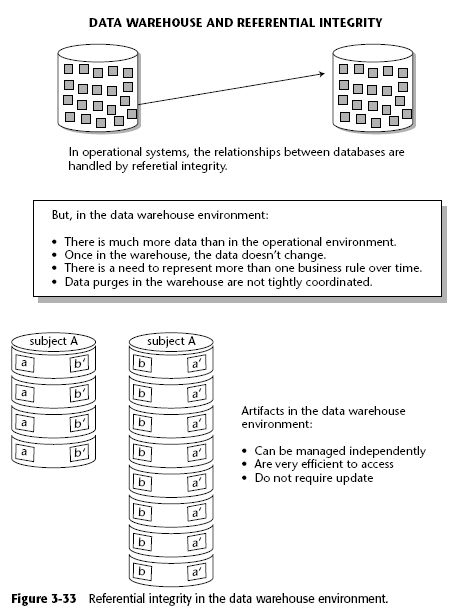 DATA WAREHOUSE AND REFERENTIAL INTEGRITY
In operational systems, the relationships between databases are
handled by referetial integrity.
But, in the data warehouse environment:
• There is much more data than in the operational environment.
• Once in the warehouse, the data doesn't change.
• There is a need to represent more than one business rule over time.
• Data purges in the warehouse are not tightly coordinated.
subject A
a b′
a b′
a b′
a b′
subject A
b a′
b a′
b a′
b a′
b a′
b a′
b a′
b a′
Artifacts in the data warehouse
environment:
• Can be managed independently
• Are very efficient to access
• Do not require update
Figure 3-33 Referential integrity in the data warehouse environment.